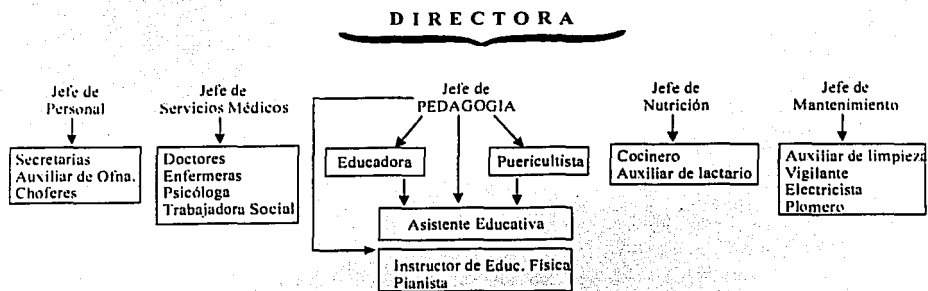 DIRECTORA
Jefe de
Personal
Secretarias
Auxiliar de Ofna.
Choferes
Jefe de
Servicios Médicos
Doctores
Enfermeras
Psicóloga
Trabajadora Social
Jefe de
PEDAGOGIA
Educadora
Puericultista
Asistente Educativa
Instructor de Educ. Física
Pianista
Jefe de
Nutrición
Cocinero
Auxiliar de lactario
Jefe de
Mantenimiento
Auxiliar de limpieza
Vigilante
Electricista
Plomero